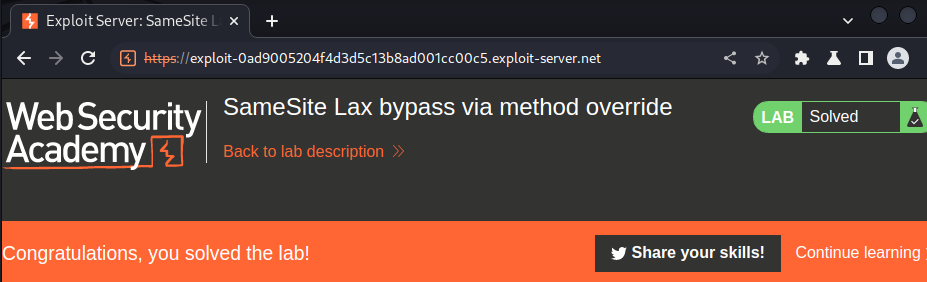 Exploit Server: SameSite La
https://exploit-0ad9005204f4d3d5c13b8ad001cc00c5.exploit-server.net
Web Security
Academy
SameSite Lax bypass via method override
Back to lab description
LAB Solved
Congratulations, you solved the lab!
Share your skills!
Continue learning